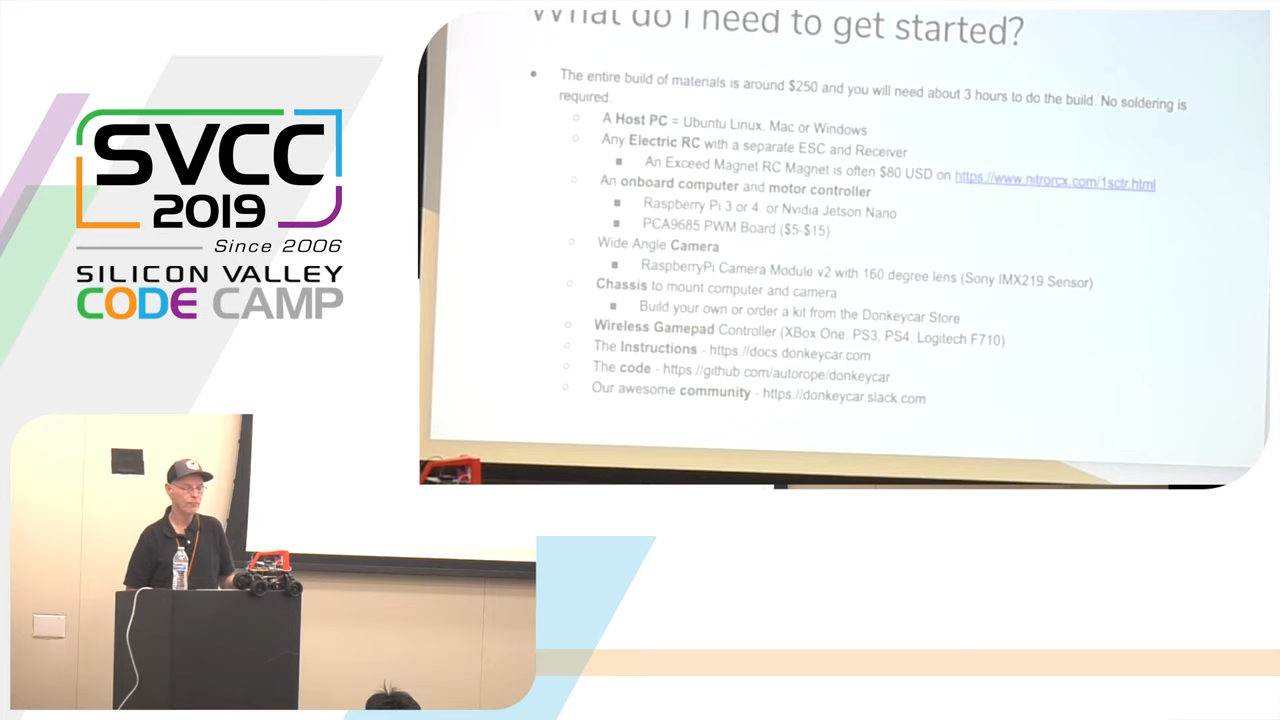 What do I need to get started?
• The entire build of materials is around $250 and you will need about 3 hours to do the build. No soldering is
required.
○ A Host PC = Ubuntu Linux, Mac or Windows
○ Any Electric RC with a separate ESC and Receiver
■ An Exceed Magnet RC Magnet is often $80 USD on https://www.nitrorcx.com/1sctr.html
○ An onboard computer and motor controller
■ Raspberry Pi 3 or 4, or Nvidia Jetson Nano
■ PCA9685 PWM Board ($5-$15)
○ Wide Angle Camera
■ RaspberryPi Camera Module v2 with 160 degree lens (Sony IMX219 Sensor)
○ Chassis to mount computer and camera
■ Build your own or order a kit from the Donkeycar Store
○ Wireless Gamepad Controller (XBox One, PS3, PS4, Logitech F710)
○ The Instructions - https://docs.donkeycar.com
○ The code - https://github.com/autorope/donkeycar
○ Our awesome community - https://donkeycar.slack.com
SVCC
2019
Since 2006
SILICON VALLEY
CODE CAMP